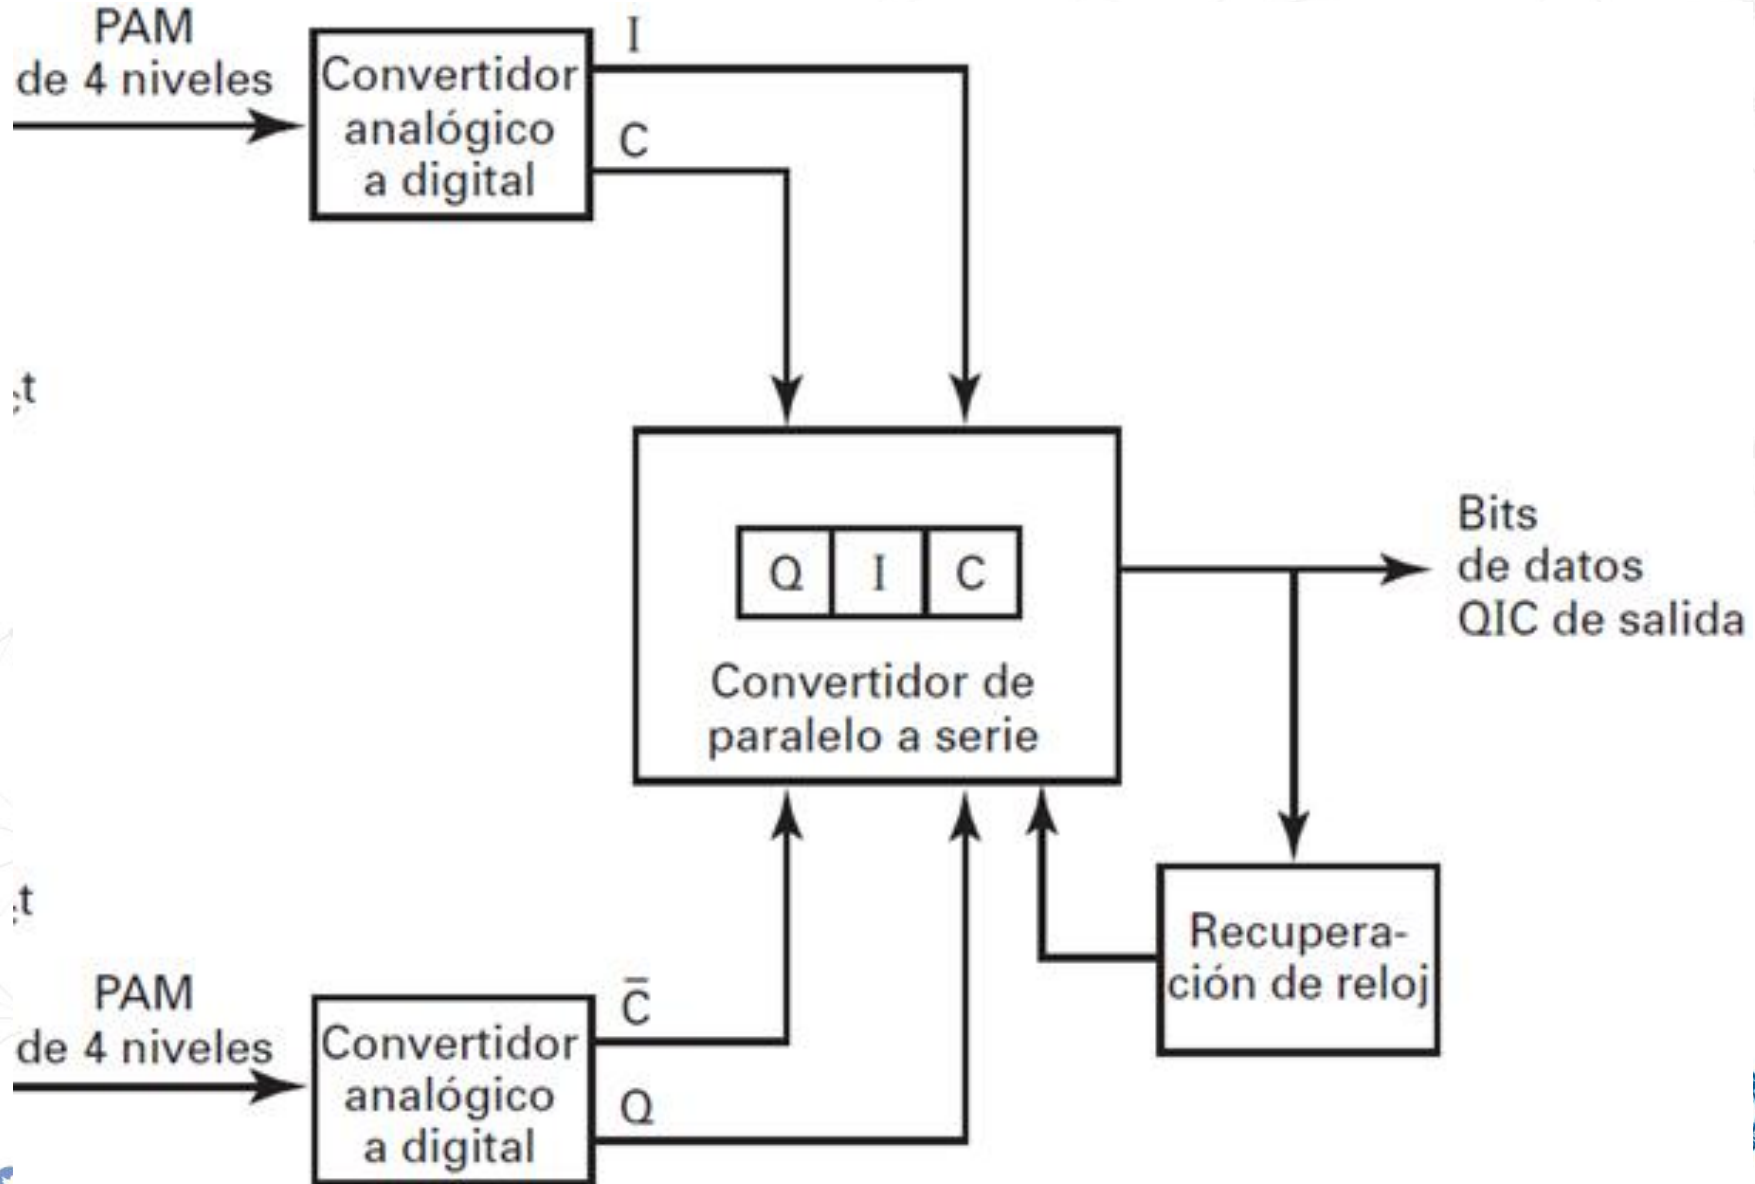 PAM
de 4 niveles
Convertidor
analógico
a digital
I
C
Q I C
Convertidor de
paralelo a serie
Bits
de datos
QIC de salida
Recupera-
ción de reloj
PAM
de 4 niveles
Convertidor
analógico
a digital
C̅
Q